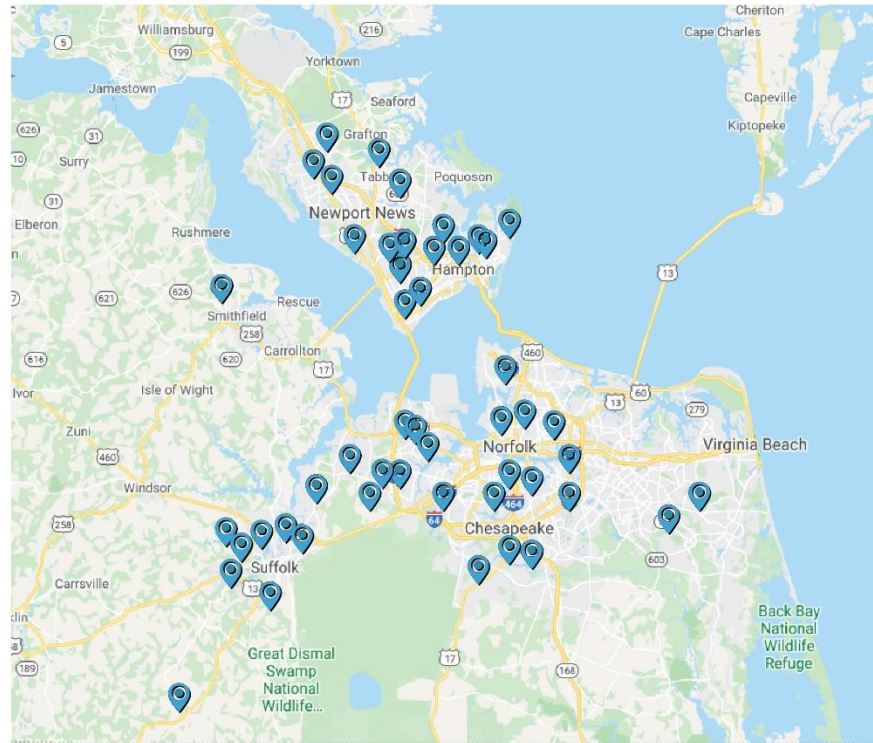 Williamsburg
Cheriton
5
216
Cape Charles
199
Yorktown
Jamestown
17
Seaford
Capeville
626
31
Grafton
Kiptopeke
10
Surry
Poquoson
31
Newport News
Elberon
Rushmere
Hampton
13
621
626
Rescue
Smithfield
258
460
616
620
Carrollton
17
60
Isle of Wight
13
279
Zuni
Norfolk
Virginia Beach
460
Windsor
464
258
64
Chesapeake
603
Suffolk
Carrsville
13
Back Bay
National
Wildlife
Refuge
58
189
Great Dismal
Swamp
National
Wildlife...
17
168